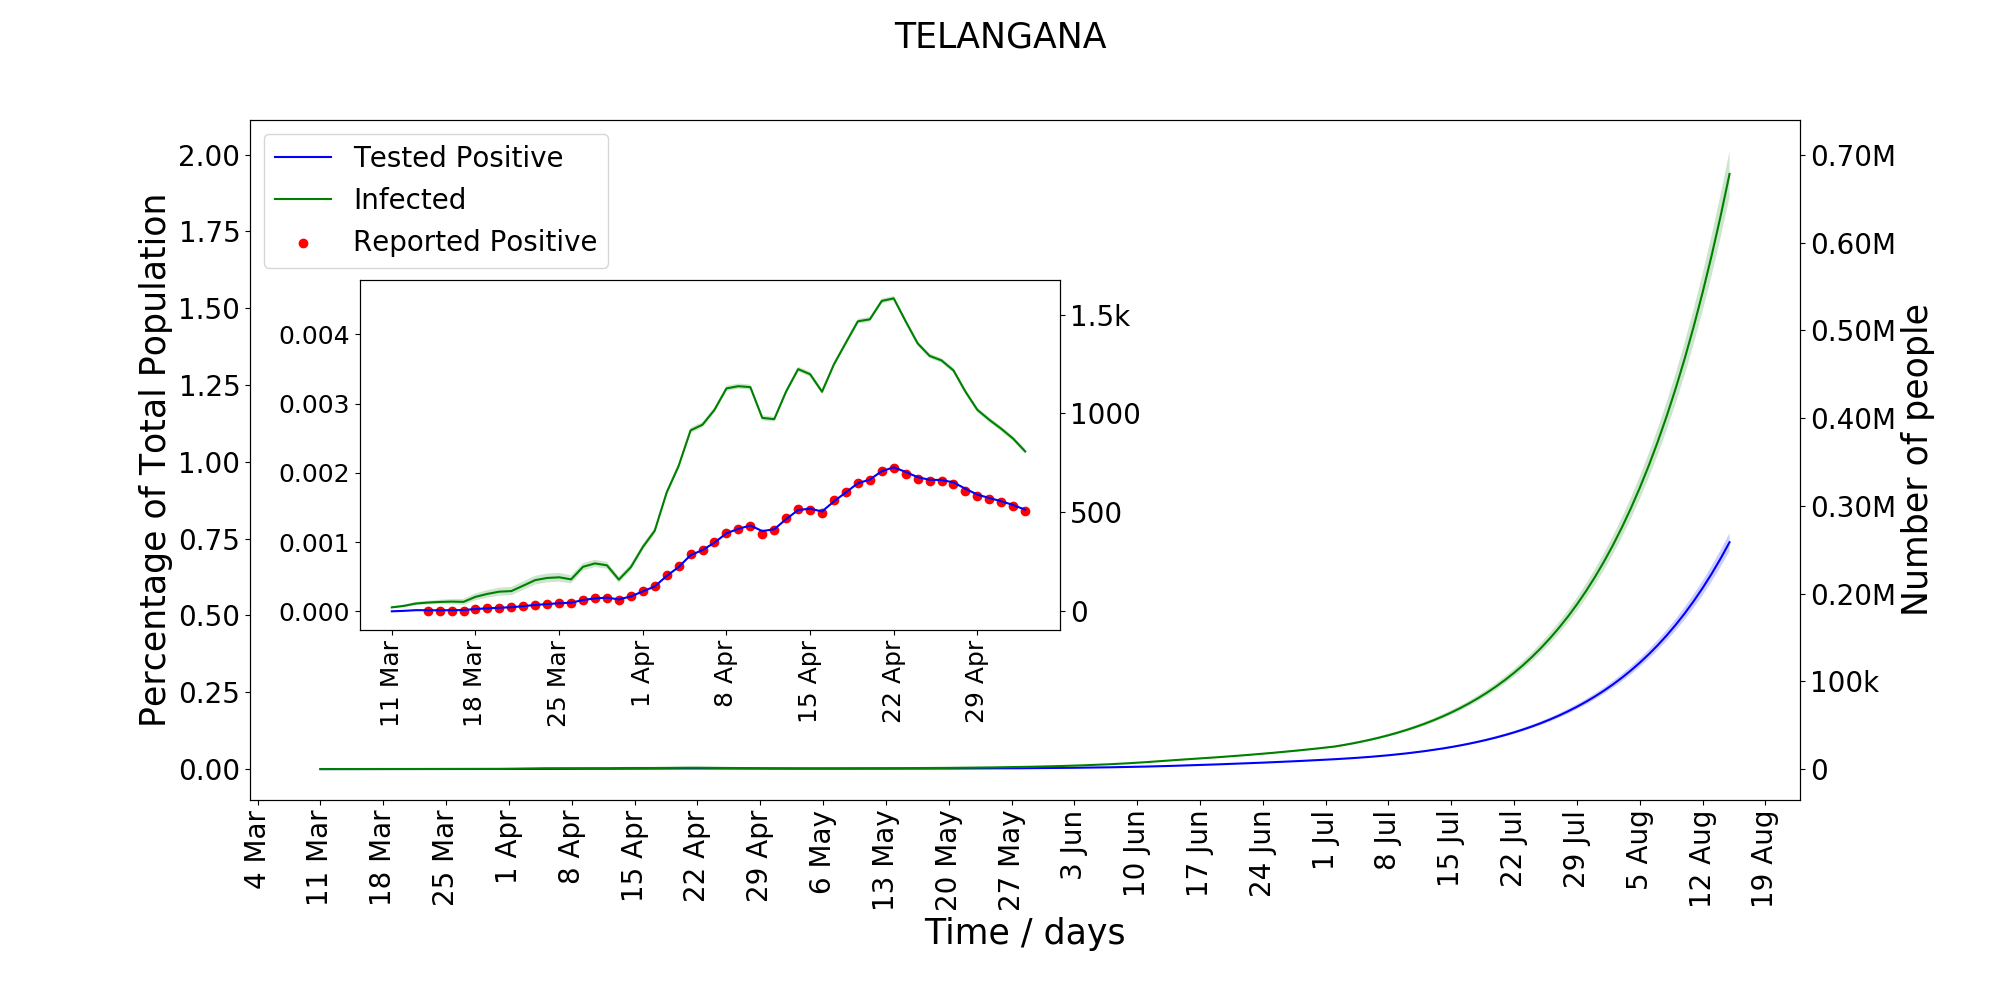 TELANGANA
Tested Positive
Infected
Reported Positive
Percentage of Total Population
2.00
1.75
1.50
1.25
1.00
0.75
0.50
0.25
0.00
0.70M
0.60M
0.50M
0.40M
0.30M
0.20M
100k
0
Number of people
0.004
0.003
0.002
0.001
0.000
1.5k
1000
500
0
11 Mar
18 Mar
25 Mar
1 Apr
8 Apr
15 Apr
22 Apr
29 Apr
4 Mar
11 Mar
18 Mar
25 Mar
1 Apr
8 Apr
15 Apr
22 Apr
29 Apr
6 May
13 May
20 May
27 May
3 Jun
10 Jun
17 Jun
24 Jun
1 Jul
8 Jul
15 Jul
22 Jul
29 Jul
5 Aug
12 Aug
19 Aug
Time / days